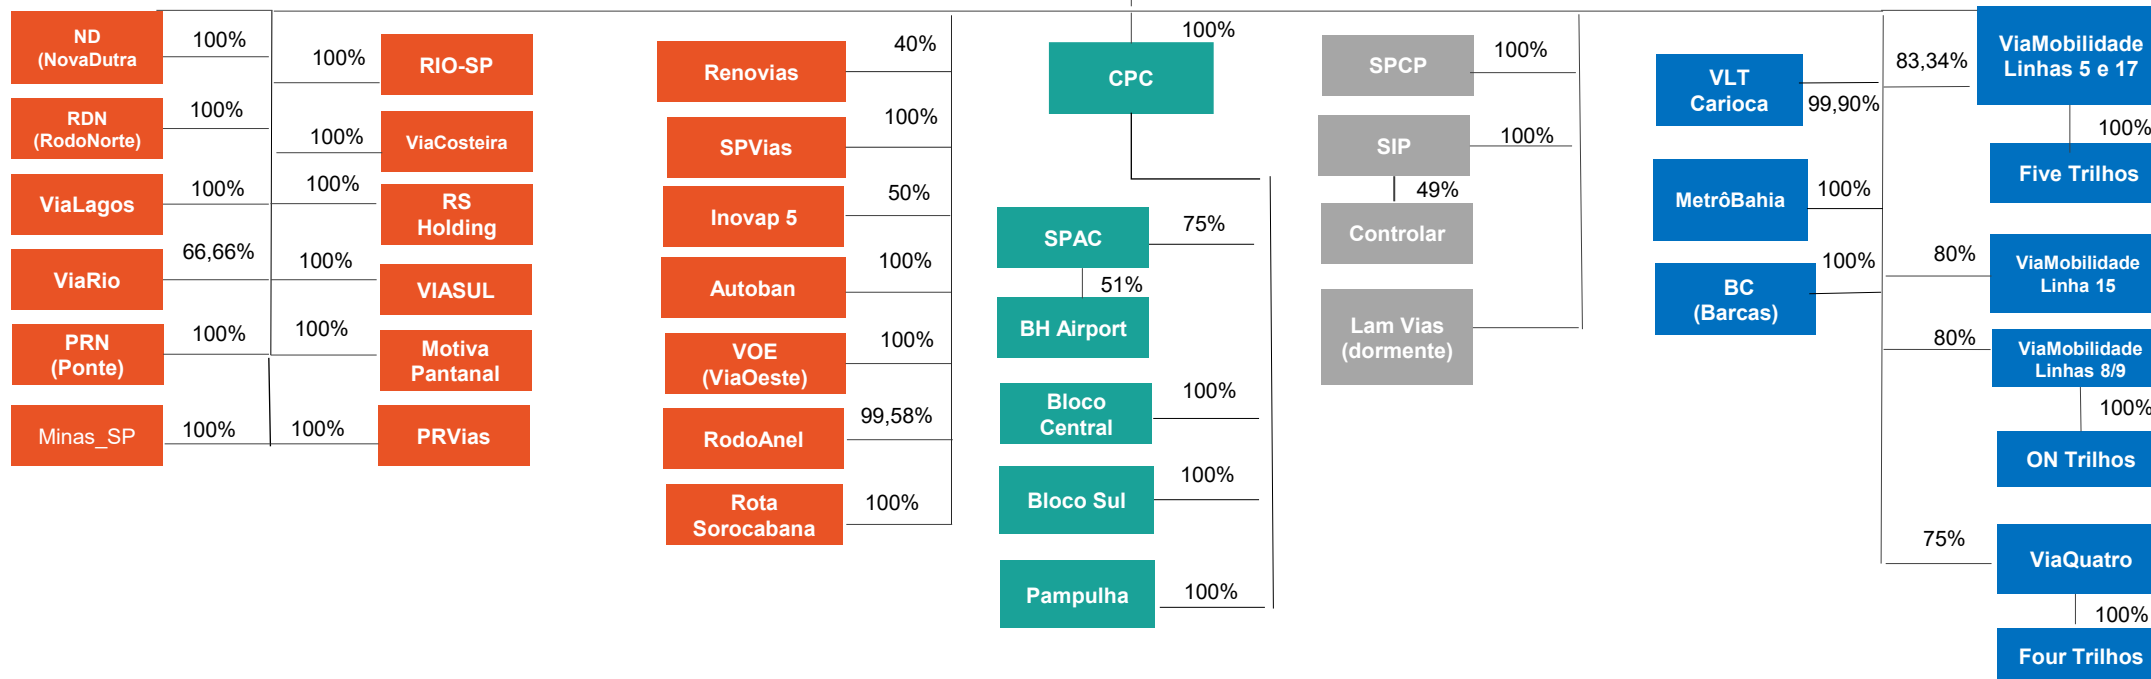 ND
(NovaDutra
100%
RDN
(RodoNorte)
100%
ViaLagos
100%
ViaRio
66,66%
PRN
(Ponte)
100%
Minas_SP
100%
100%
RIO-SP
100%
ViaCosteira
100%
RS
Holding
100%
VIASUL
100%
Motiva
Pantanal
100%
PRVias
Renovias
40%
SPVias
100%
Inovap 5
50%
Autoban
100%
VOE
(ViaOeste)
100%
RodoAnel
99,58%
Rota
Sorocabana
100%
100%
CPC
SPAC
75%
51%
BH Airport
Bloco
Central
100%
Bloco Sul
100%
Pampulha
100%
SPCP
100%
SIP
100%
49%
Controlar
Lam Vias
(dormente)
VLT
Carioca
99,90%
MetrôBahia
100%
BC
(Barcas)
100%
83,34%
ViaMobilidade
Linhas 5 e 17
100%
Five Trilhos
80%
ViaMobilidade
Linha 15
80%
ViaMobilidade
Linhas 8/9
100%
ON Trilhos
75%
ViaQuatro
100%
Four Trilhos